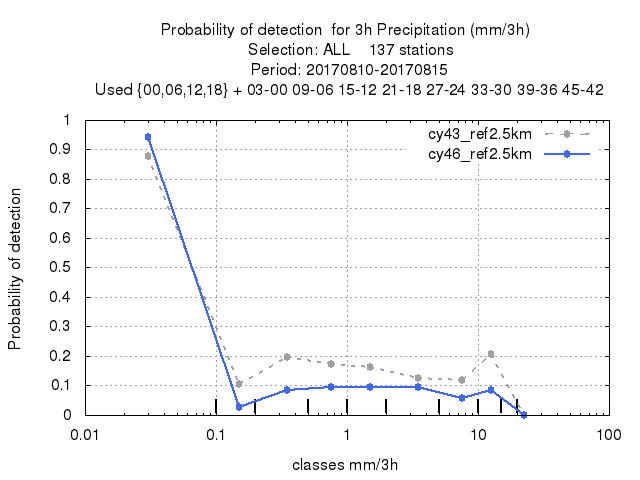 Probability of detection  for 3h Precipitation (mm/3h)
Selection: ALL    137 stations
Period: 20170810-20170815
Used {00,06,12,18} + 03-00 09-06 15-12 21-18 27-24 33-30 39-36 45-42
cy43_ref2.5km
cy46_ref2.5km
1
0.9
0.8
0.7
0.6
0.5
0.4
0.3
0.2
0.1
0
Probability of detection
0.01 0.1 1 10 100
classes mm/3h